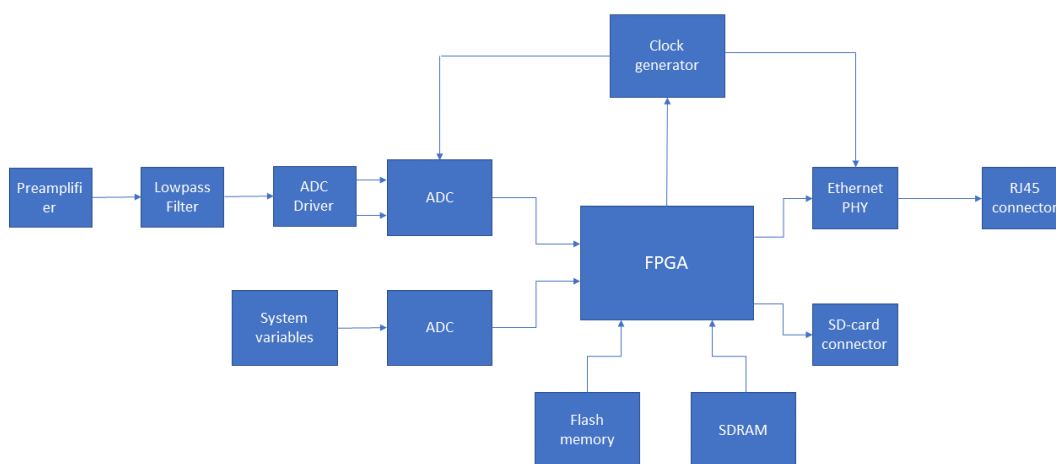 Clock
generator
Preamplifi
er
Lowpass
Filter
ADC
Driver
ADC
Ethernet
PHY
RJ45
connector
FPGA
System
variables
ADC
SD-card
connector
Flash
memory
SDRAM